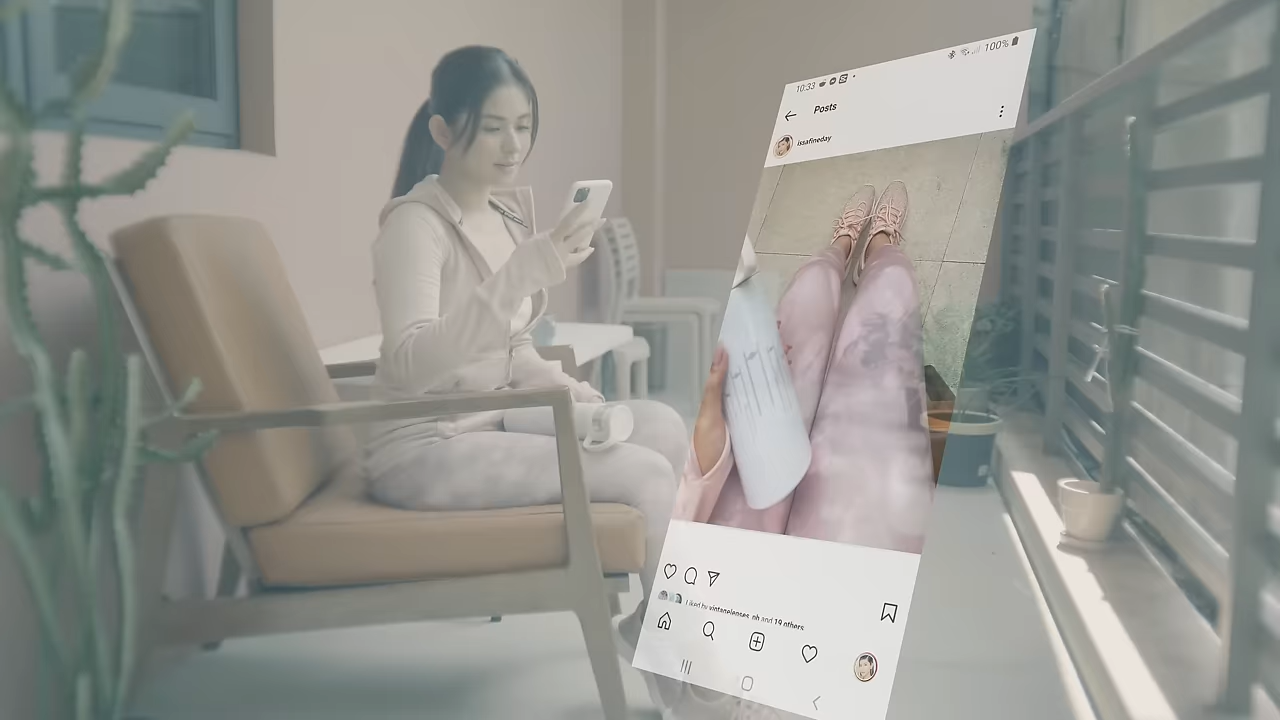 10:33
100%
Posts
issafineday
Liked by vintagelenses_ph and 19 others